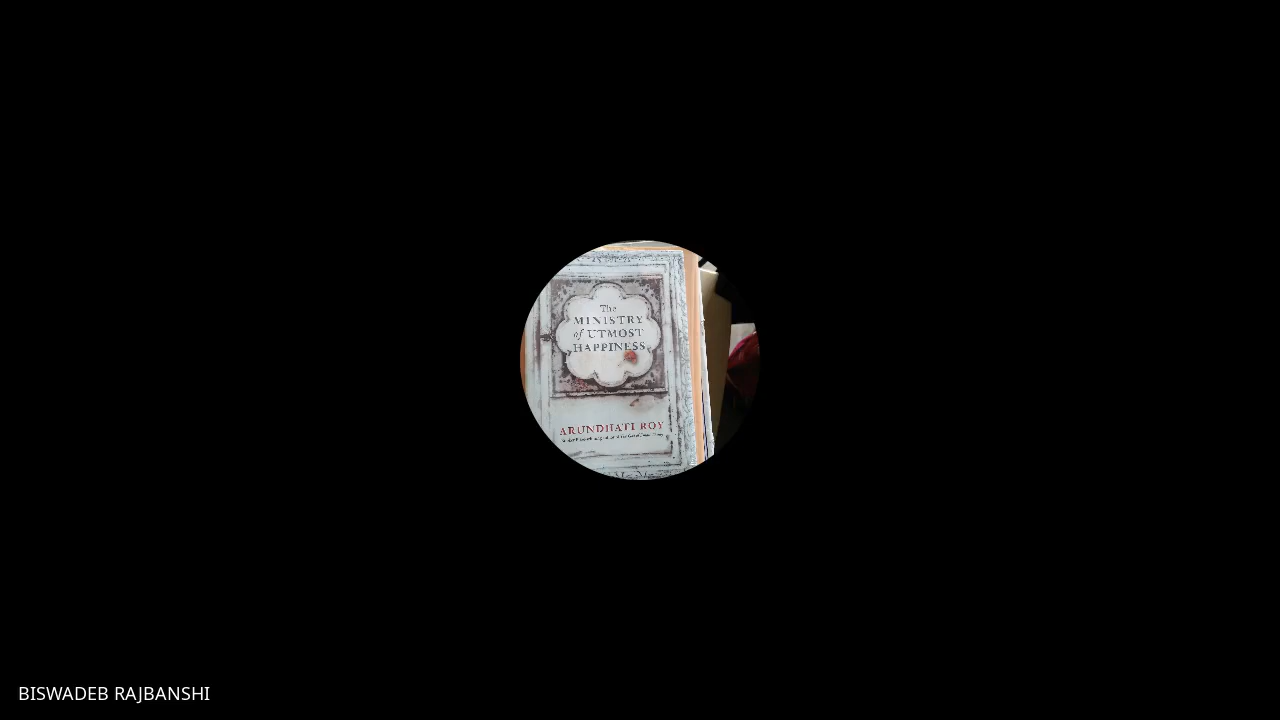 The
MINISTRY
of UTMOST
HAPPINESS
ARUNDHATI ROY
BISWADEB RAJBANSHI